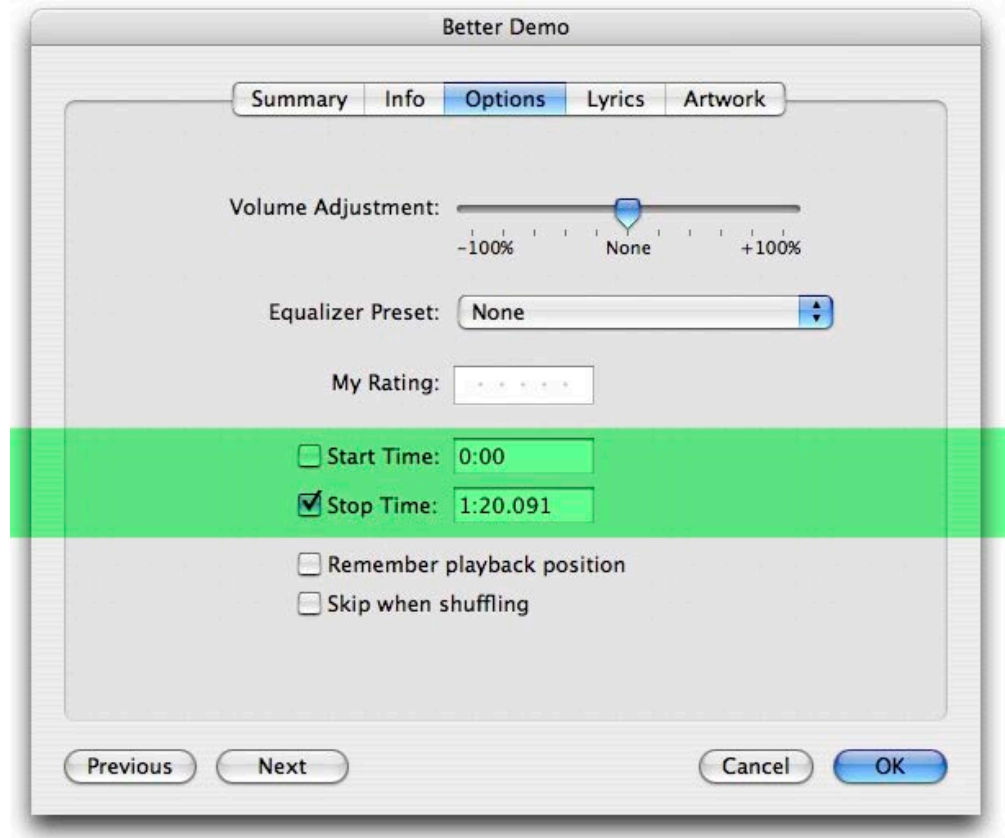 Better Demo
Summary Info Options Lyrics Artwork
Volume Adjustment:
-100% None +100%
Equalizer Preset: None
My Rating:
Start Time: 0:00
Stop Time: 1:20.091
Remember playback position
Skip when shuffling
Previous Next Cancel OK